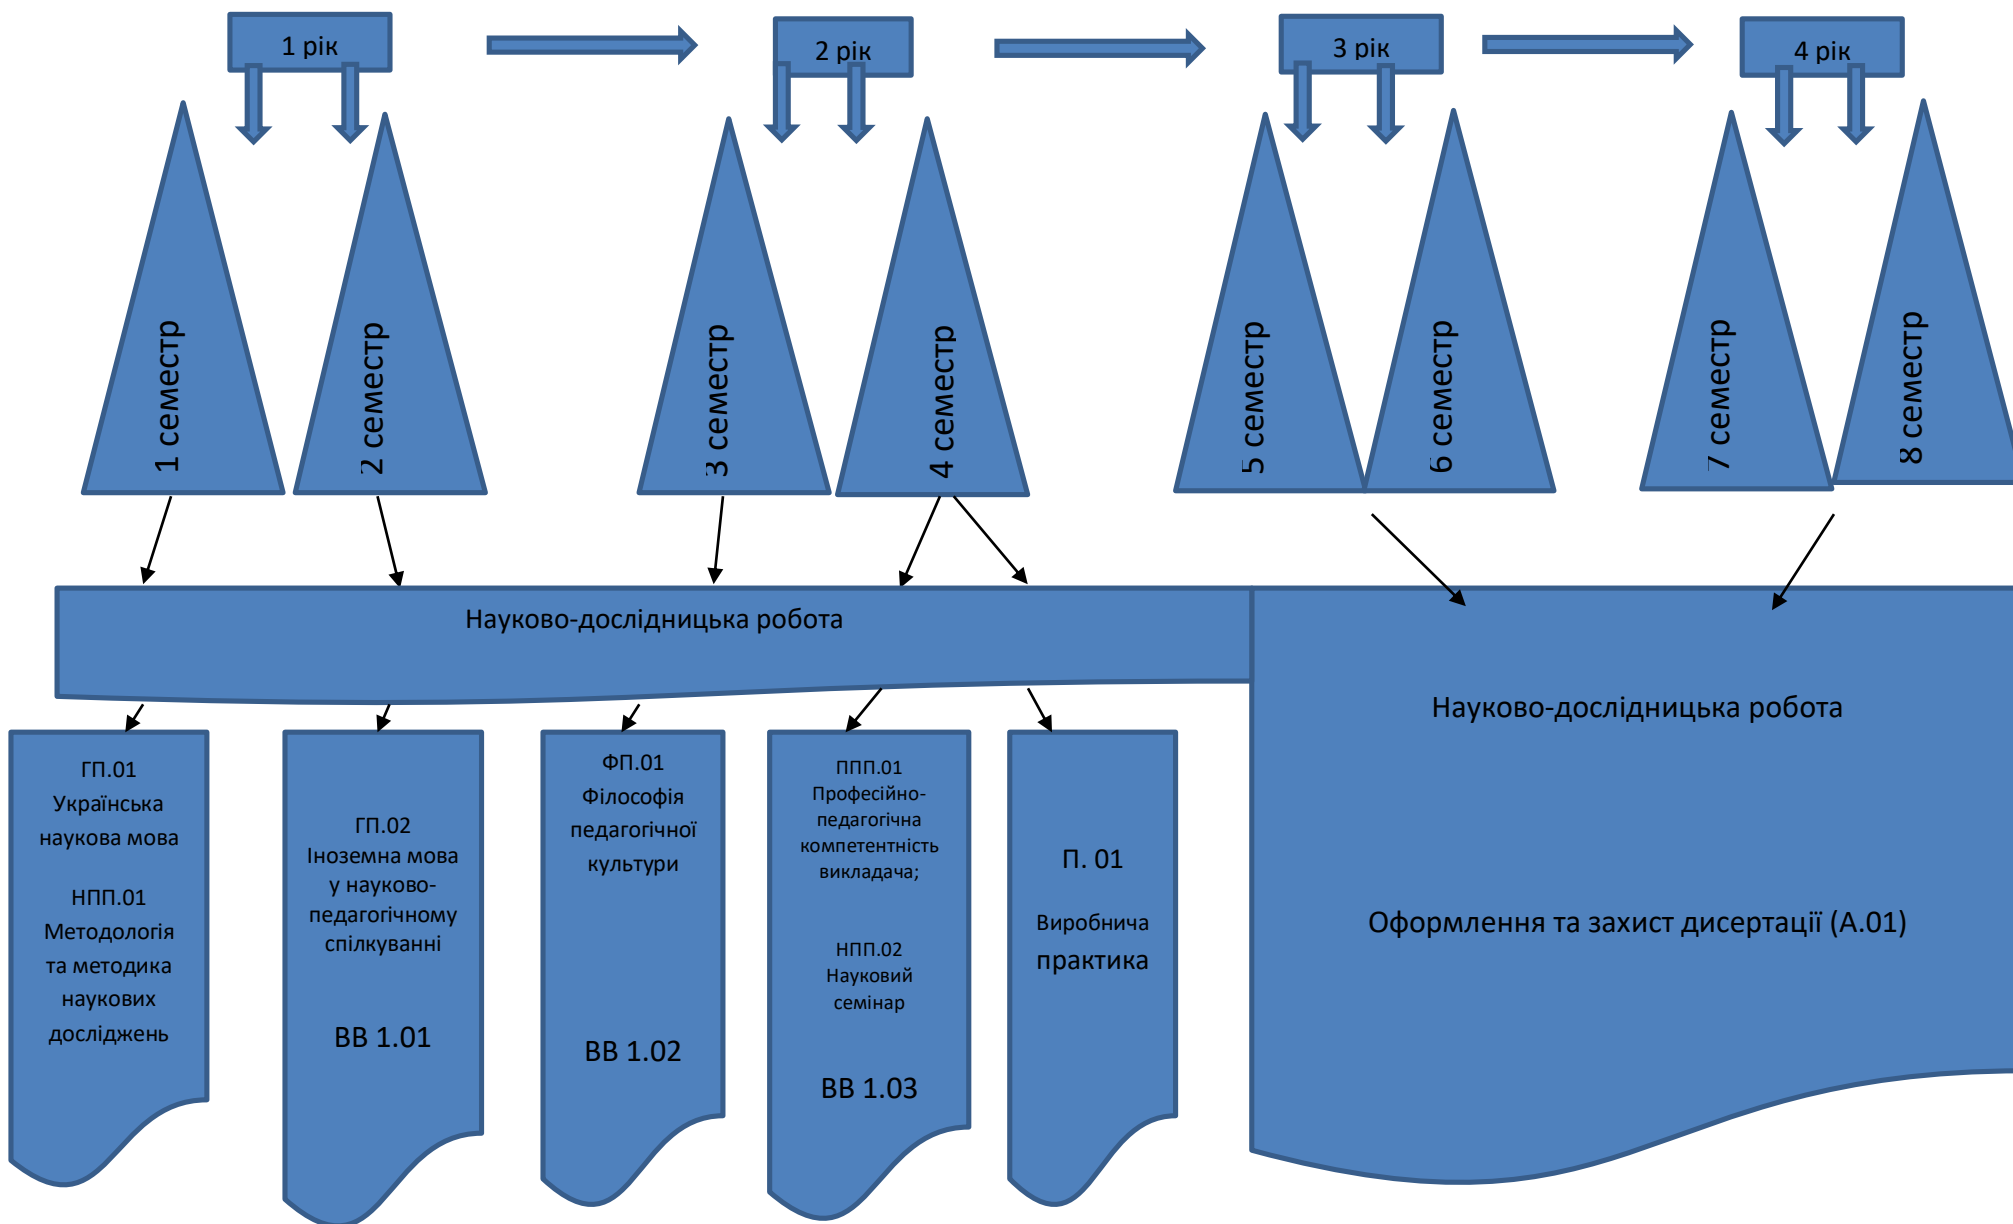 1 рік
2 рік
3 рік
4 рік
1 семестр
2 семестр
3 семестр
4 семестр
5 семестр
6 семестр
7 семестр
8 семестр
Науково-дослідницька робота
ГП.01
Українська
наукова мова
НПП.01
Методологія
та методика
наукових
досліджень
ГП.02
Іноземна мова
у науково-
педагогічному
спілкуванні
ВВ 1.01
ФП.01
Філософія
педагогічної
культури
ВВ 1.02
ППП.01
Професійно-
педагогічна
компетентність
викладача;
НПП.02
Науковий
семінар
ВВ 1.03
П. 01
Виробнича
практика
Науково-дослідницька робота
Оформлення та захист дисертації (А.01)